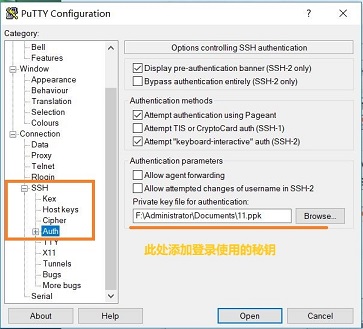 PuTTY Configuration
?
×
Category:
Bell
Features
Window
Appearance
Behaviour
Translation
Selection
Colours
Connection
Data
Proxy
Telnet
Rlogin
SSH
Kex
Host keys
Cipher
Auth
TTY
X11
Tunnels
Bugs
More bugs
Serial
Options controlling SSH authentication
Display pre-authentication banner (SSH-2 only)
Bypass authentication entirely (SSH-2 only)
Authentication methods
Attempt authentication using Pageant
Attempt TIS or CryptoCard auth (SSH-1)
Attempt "keyboard-interactive" auth (SSH-2)
Authentication parameters
Allow agent forwarding
Allow attempted changes of username in SSH-2
Private key file for authentication:
F:\Administrator\Documents\11.ppk
Browse...
此处添加登录使用的秘钥
About
Help
Open
Cancel